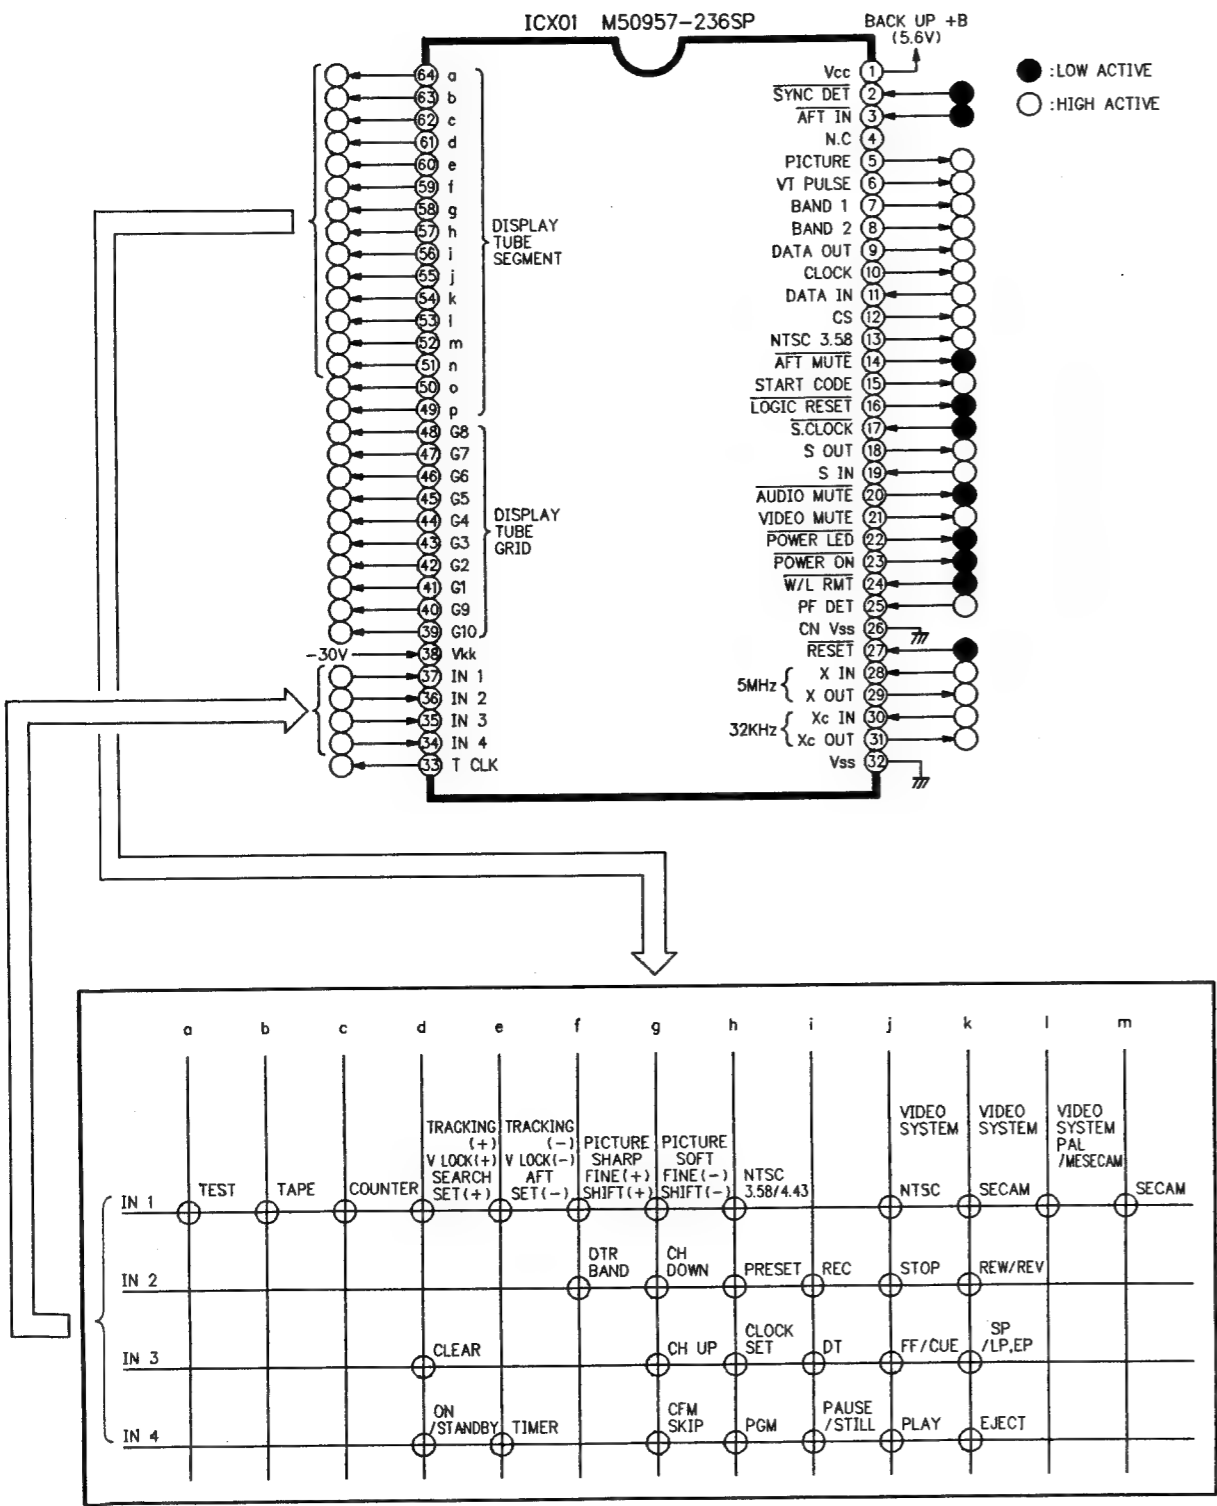 ICX01 M50957-236SP
BACK UP +B
(5.6V)
:LOW ACTIVE
:HIGH ACTIVE
64 a
63 b
62 c
61 d
60 e
59 f
58 g
57 h
56 i
55 j
54 k
53 l
52 m
51 n
50 o
49 p
DISPLAY
TUBE
SEGMENT
48 G8
47 G7
46 G6
45 G5
44 G4
43 G3
42 G2
41 G1
40 G9
39 G10
DISPLAY
TUBE
GRID
-30V 38 Vkk
37 IN 1
36 IN 2
35 IN 3
34 IN 4
33 T CLK
Vcc 1
SYNC DET 2
AFT IN 3
N.C 4
PICTURE 5
VT PULSE 6
BAND 1 7
BAND 2 8
DATA OUT 9
CLOCK 10
DATA IN 11
CS 12
NTSC 3.58 13
AFT MUTE 14
START CODE 15
LOGIC RESET 16
S.CLOCK 17
S OUT 18
S IN 19
AUDIO MUTE 20
VIDEO MUTE 21
POWER LED 22
POWER ON 23
W/L RMT 24
PF DET 25
CN Vss 26
RESET 27
X IN 28
5MHz
X OUT 29
Xc IN 30
32KHz
Xc OUT 31
Vss 32
a b c d e f g h i j k l m
TRACKING
(+)
V LOCK(+)
SEARCH
SET(+)
TRACKING
(-)
V LOCK(-)
AFT
SET(-)
PICTURE
SHARP
FINE(+)
SHIFT(+)
PICTURE
SOFT
FINE(-)
SHIFT(-)
NTSC
3.58/4.43
VIDEO
SYSTEM
VIDEO
SYSTEM
VIDEO
SYSTEM
PAL
/MESECAM
IN 1 TEST TAPE COUNTER NTSC SECAM SECAM
IN 2
DTR
BAND
CH
DOWN
PRESET REC STOP REW/REV
IN 3 CLEAR CH UP
CLOCK
SET
DT FF/CUE
SP
/LP,EP
IN 4
ON
/STANDBY
TIMER
CFM
SKIP
PGM
PAUSE
/STILL
PLAY EJECT